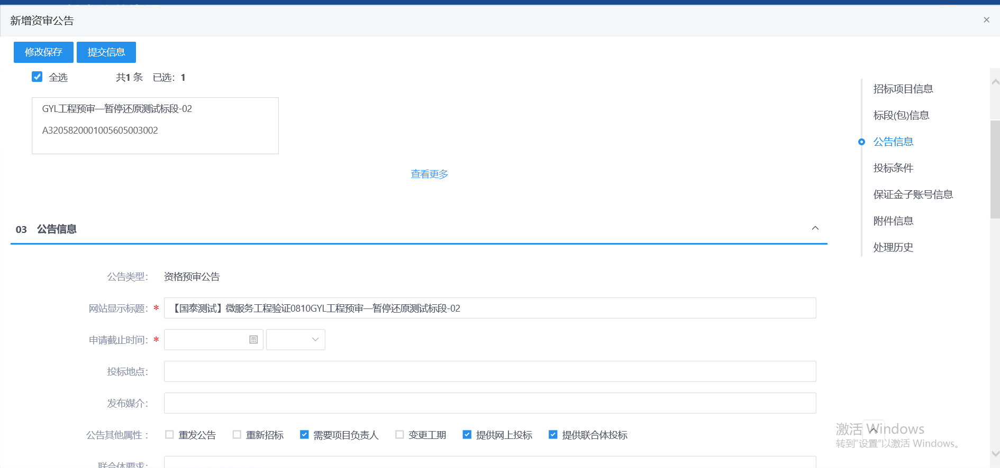 新增资审公告
×
修改保存 提交信息
全选 共1 条 已选：1
GYL工程预审—暂停还原测试标段-02
A3205820001005605003002
查看更多
招标项目信息
标段(包)信息
公告信息
投标条件
保证金子账号信息
附件信息
处理历史
03 公告信息
公告类型： 资格预审公告
网站显示标题：* 【国泰测试】微服务工程验证0810GYL工程预审—暂停还原测试标段-02
申请截止时间：*
投标地点：
发布媒介：
公告其他属性： 重发公告 重新招标 需要项目负责人 变更工期 提供网上投标 提供联合体投标
联合体要求：
激活 Windows
转到“设置”以激活 Windows。